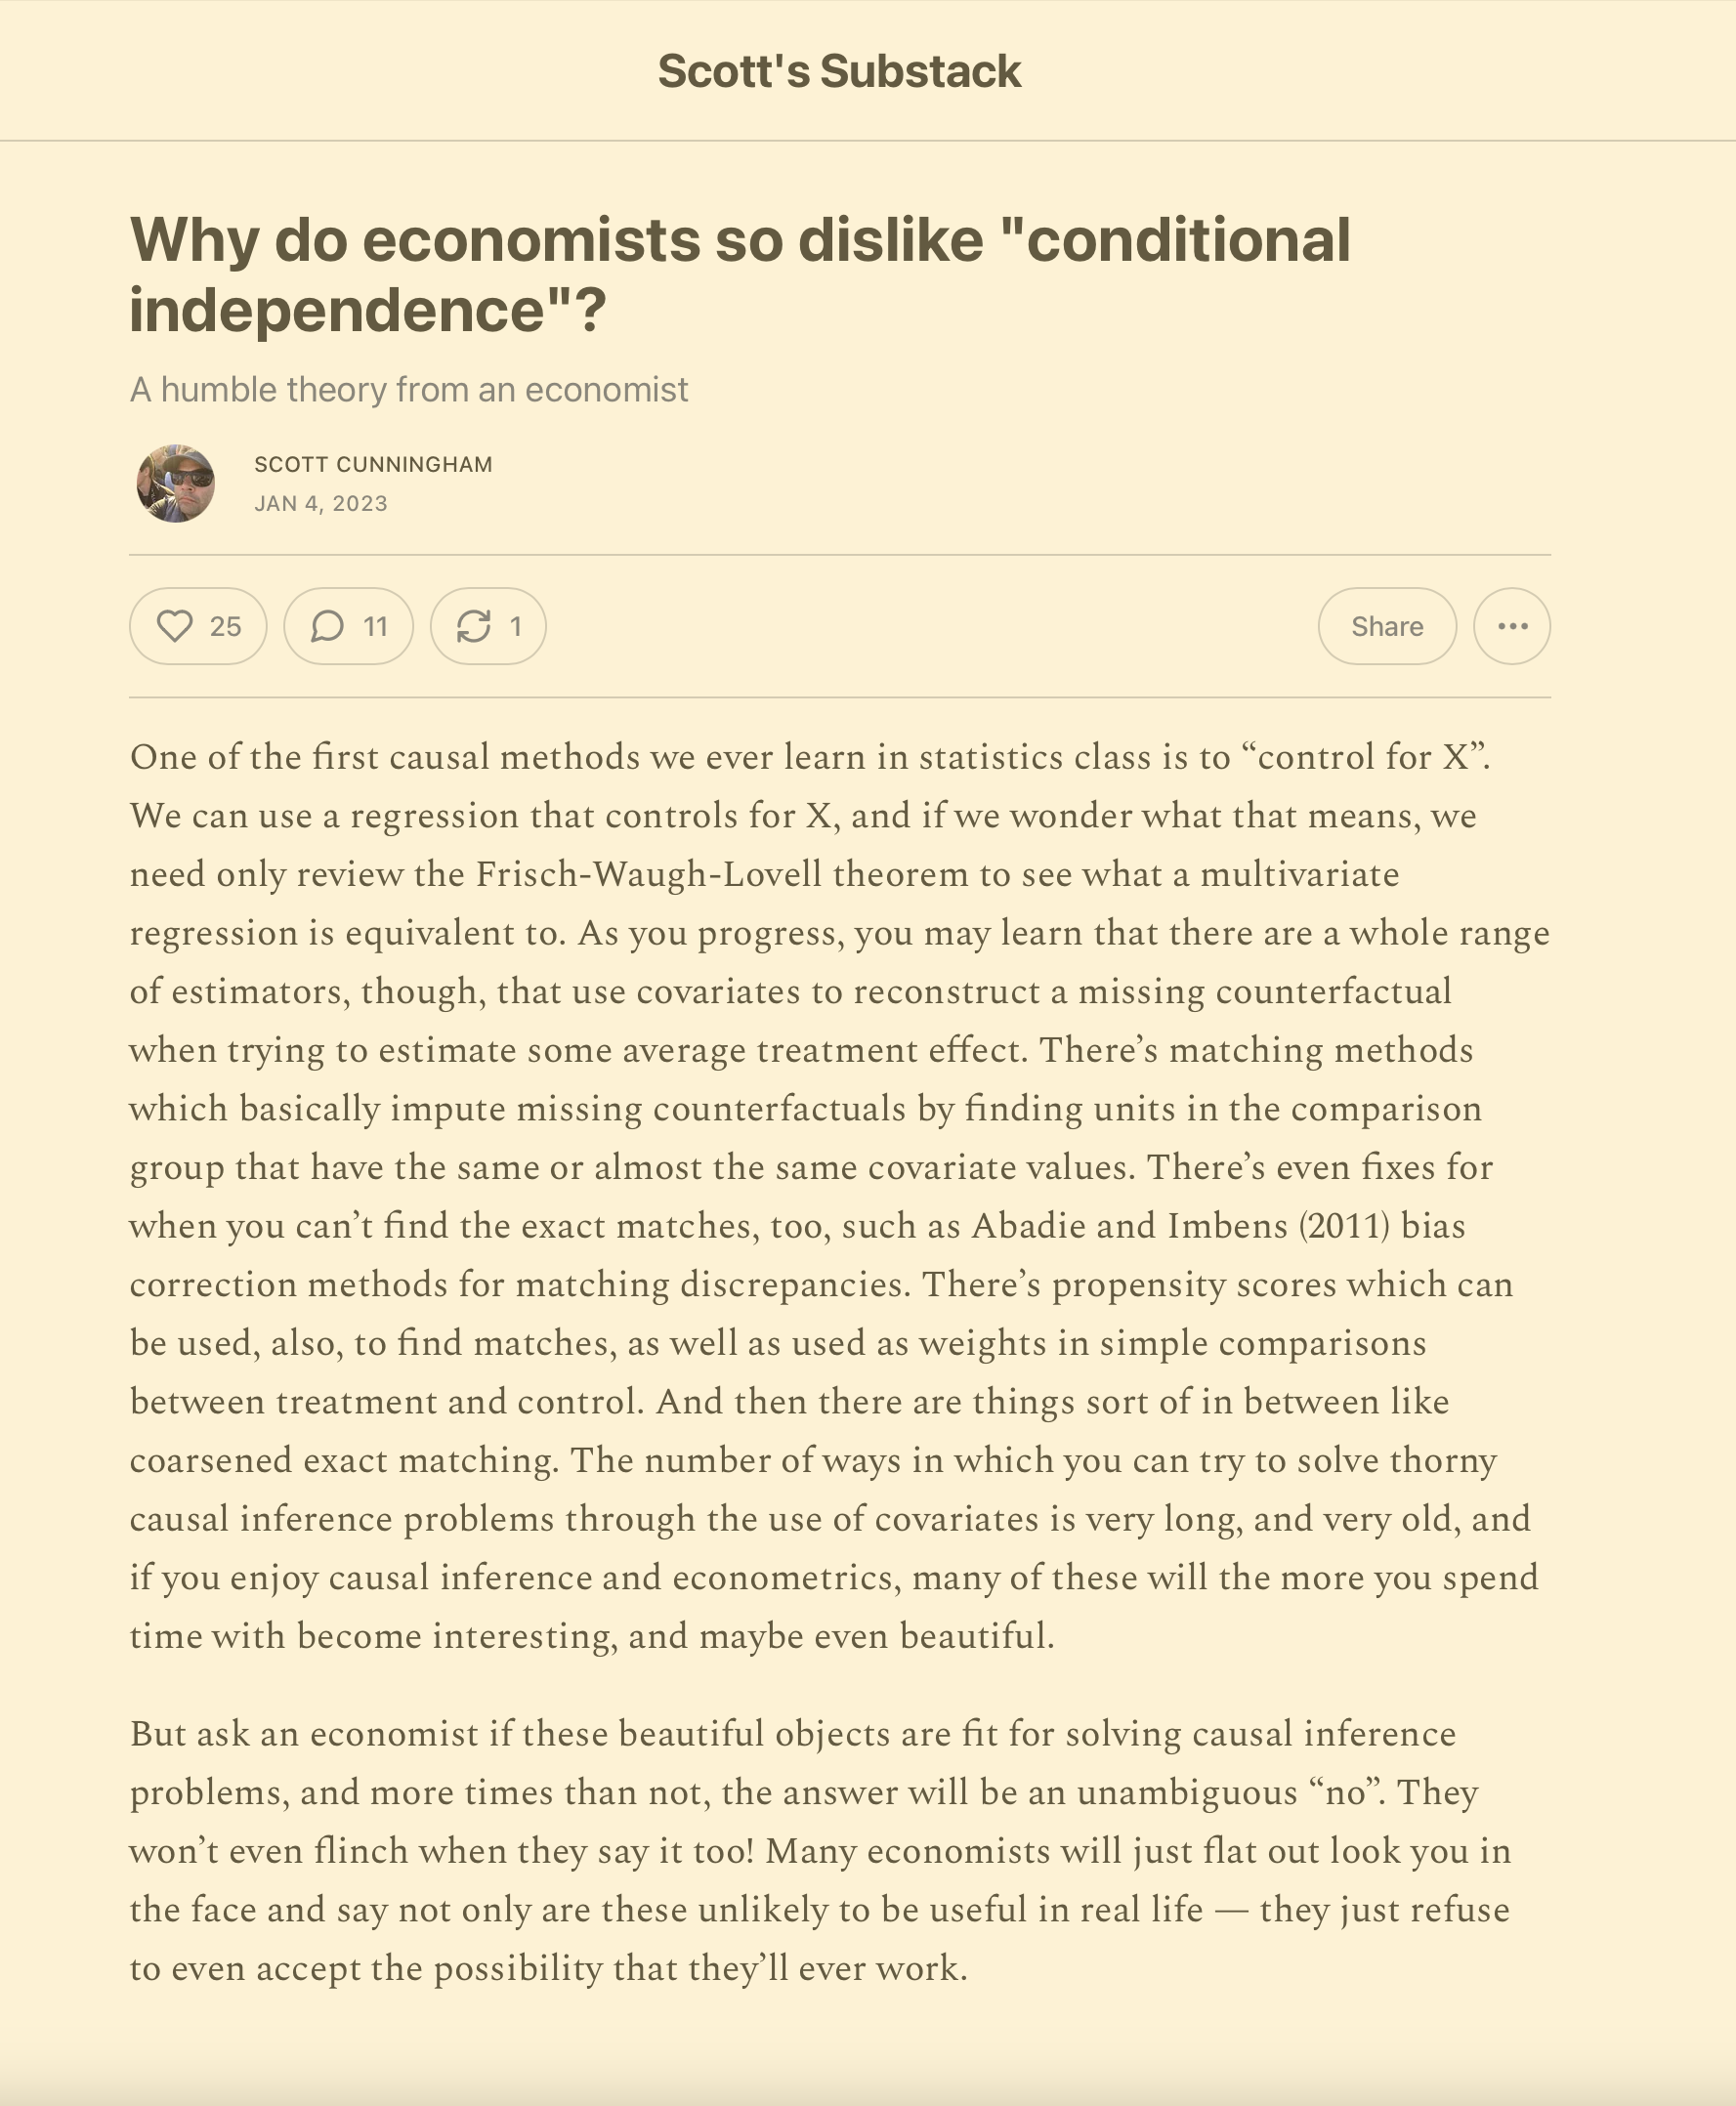 Scott's Substack
Why do economists so dislike "conditional
independence"?
A humble theory from an economist
SCOTT CUNNINGHAM
JAN 4, 2023
25 11 1 Share
One of the first causal methods we ever learn in statistics class is to “control for X”.
We can use a regression that controls for X, and if we wonder what that means, we
need only review the Frisch-Waugh-Lovell theorem to see what a multivariate
regression is equivalent to. As you progress, you may learn that there are a whole range
of estimators, though, that use covariates to reconstruct a missing counterfactual
when trying to estimate some average treatment effect. There’s matching methods
which basically impute missing counterfactuals by finding units in the comparison
group that have the same or almost the same covariate values. There’s even fixes for
when you can’t find the exact matches, too, such as Abadie and Imbens (2011) bias
correction methods for matching discrepancies. There’s propensity scores which can
be used, also, to find matches, as well as used as weights in simple comparisons
between treatment and control. And then there are things sort of in between like
coarsened exact matching. The number of ways in which you can try to solve thorny
causal inference problems through the use of covariates is very long, and very old, and
if you enjoy causal inference and econometrics, many of these will the more you spend
time with become interesting, and maybe even beautiful.
But ask an economist if these beautiful objects are fit for solving causal inference
problems, and more times than not, the answer will be an unambiguous “no”. They
won’t even flinch when they say it too! Many economists will just flat out look you in
the face and say not only are these unlikely to be useful in real life — they just refuse
to even accept the possibility that they’ll ever work.